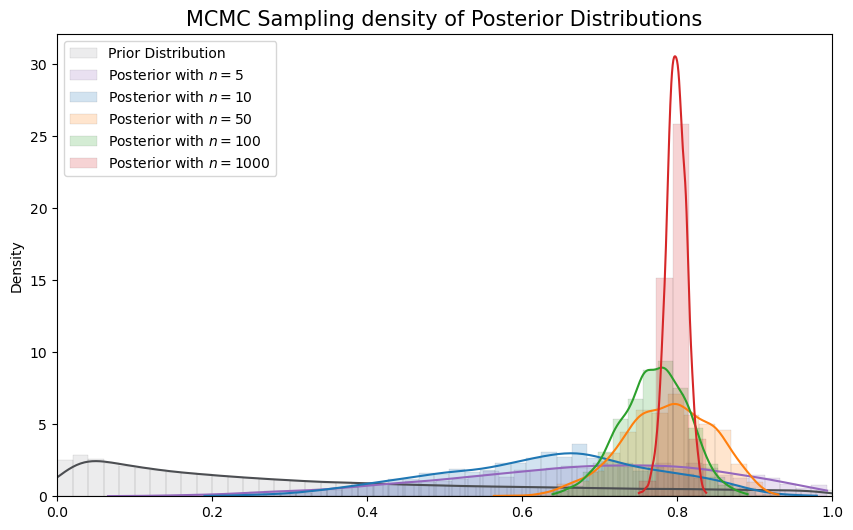 MCMC Sampling density of Posterior Distributions
Prior Distribution
Posterior with n = 5
Posterior with n = 10
Posterior with n = 50
Posterior with n = 100
Posterior with n = 1000
Density
30
25
20
15
10
5
0
0.0 0.2 0.4 0.6 0.8 1.0